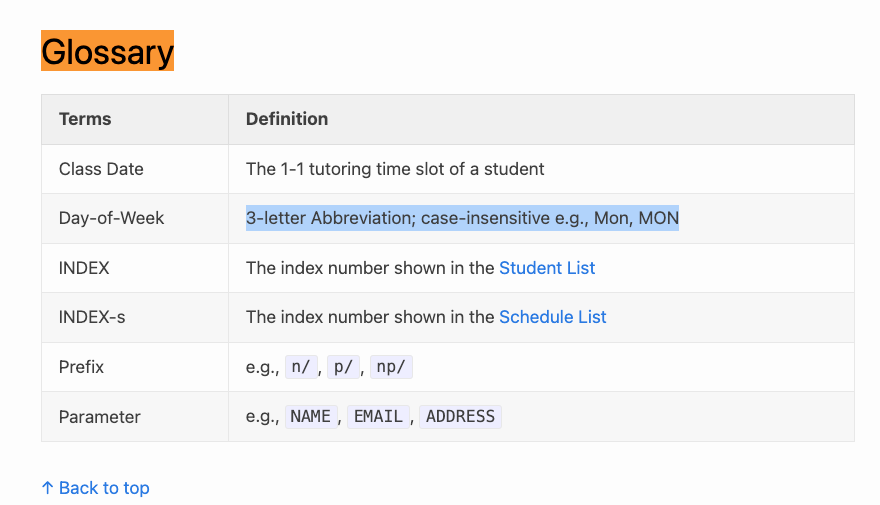 Glossary
Terms Definition
Class Date The 1-1 tutoring time slot of a student
Day-of-Week 3-letter Abbreviation; case-insensitive e.g., Mon, MON
INDEX The index number shown in the Student List
INDEX-s The index number shown in the Schedule List
Prefix e.g., n/, p/, np/
Parameter e.g., NAME, EMAIL, ADDRESS
↑ Back to top